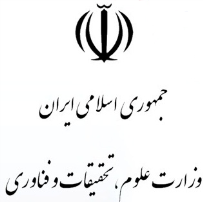 جمهوری اسلامی ایران
وزارت علوم، تحقیقات و فناوری